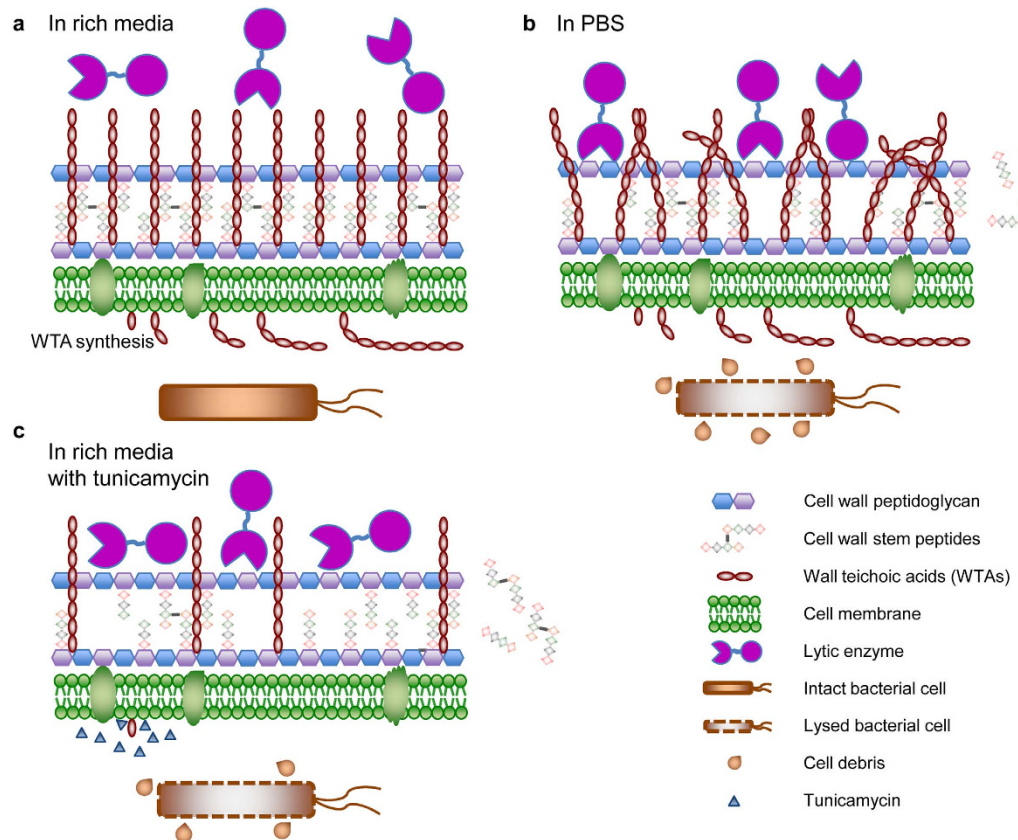 a In rich media
b In PBS
WTA synthesis
c
In rich media
with tunicamycin
Cell wall peptidoglycan
Cell wall stem peptides
Wall teichoic acids (WTAs)
Cell membrane
Lytic enzyme
Intact bacterial cell
Lysed bacterial cell
Cell debris
Tunicamycin